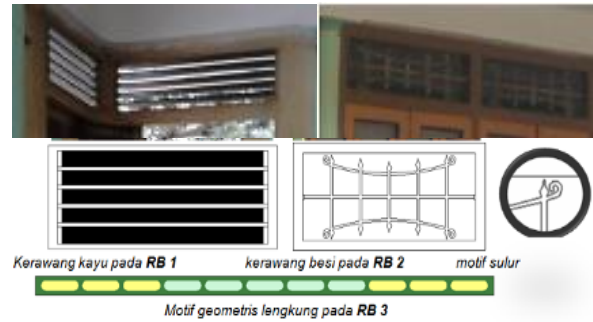 Kerawang kayu pada RB 1 kerawang besi pada RB 2 motif sulur
Motif geometris lengkung pada RB 3